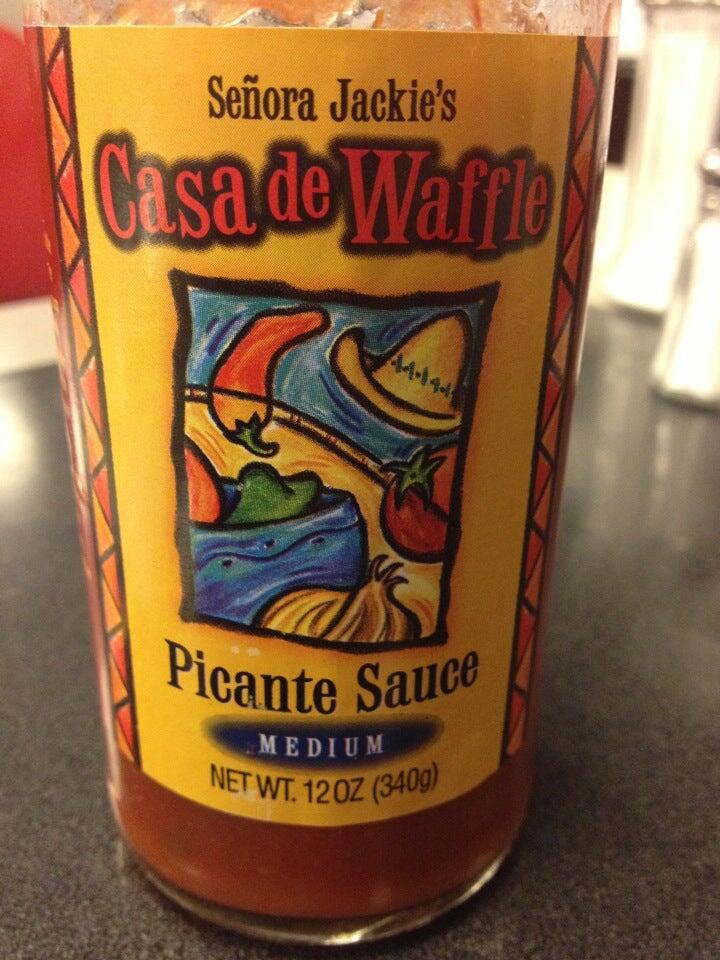 Señora Jackie's
Casa de Waffle
Picante Sauce
MEDIUM
NET WT. 12 OZ (340g)